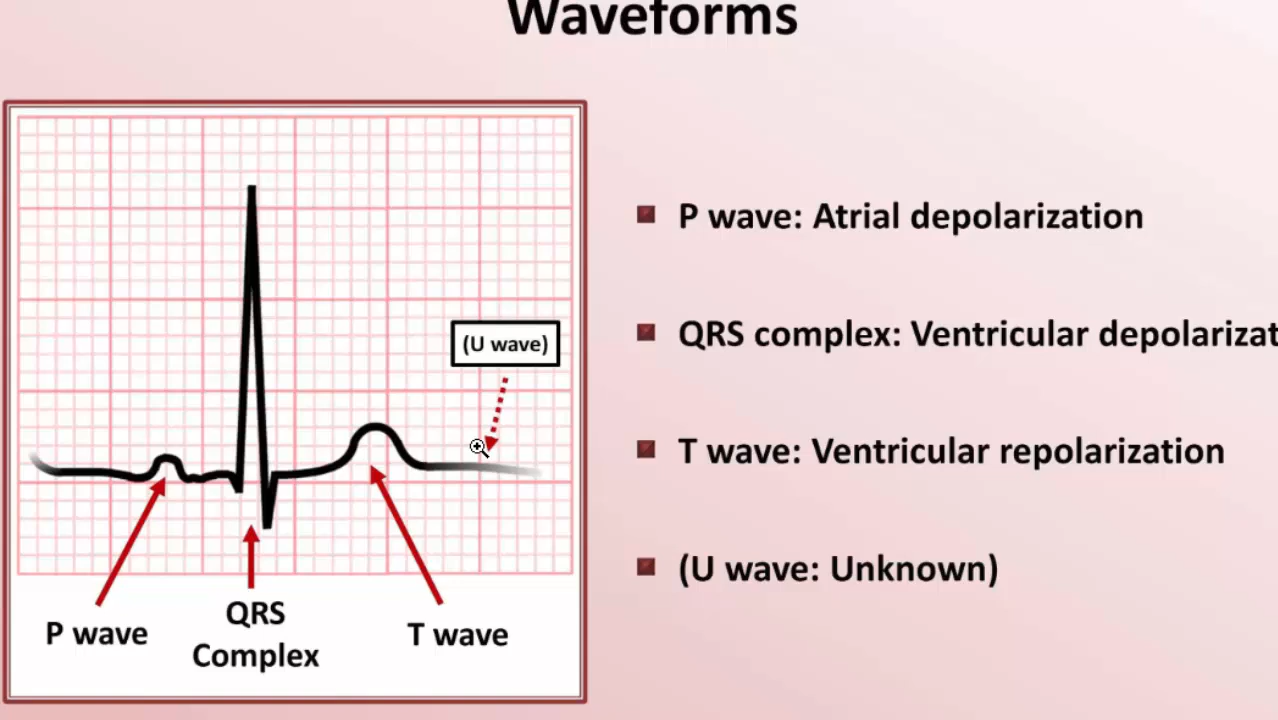 Waveforms
(U wave)
P wave
QRS
Complex
T wave
P wave: Atrial depolarization
QRS complex: Ventricular depolarizat
T wave: Ventricular repolarization
(U wave: Unknown)